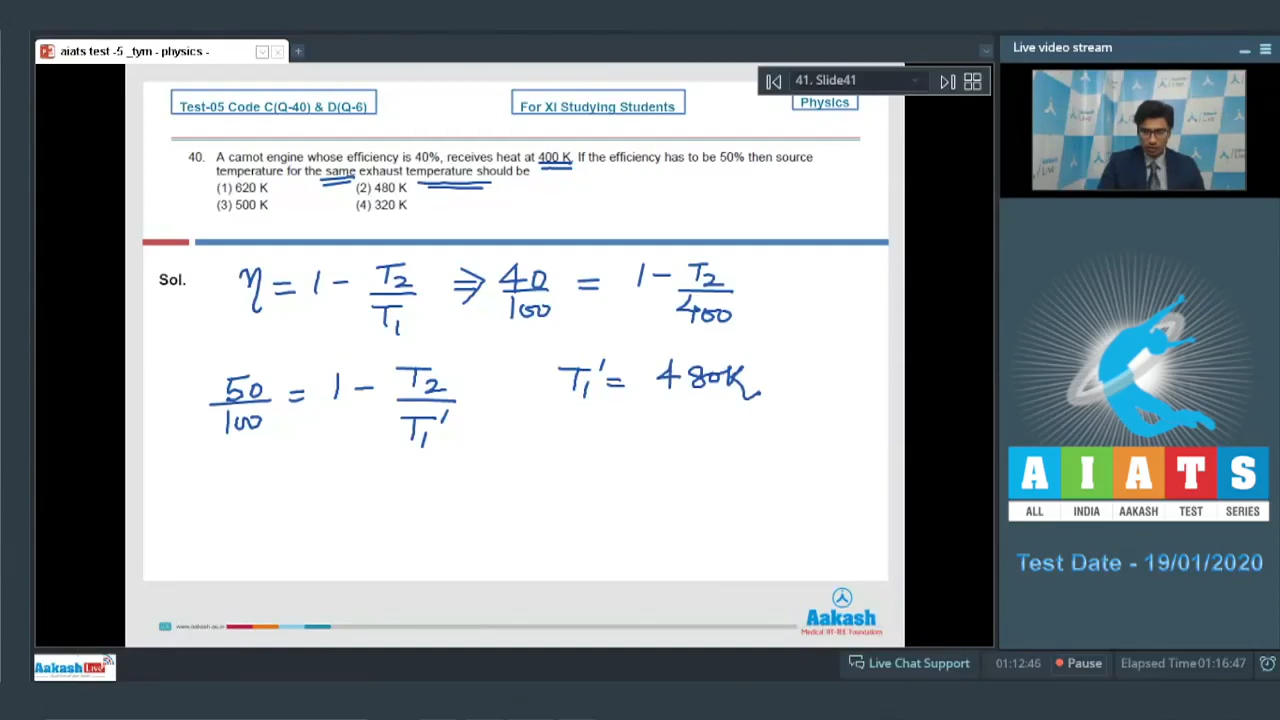 aiats test -5 _tym - physics -
Live video stream
41. Slide41
Test-05 Code C(Q-40) & D(Q-6)
For XI Studying Students
Physics
40. A carnot engine whose efficiency is 40%, receives heat at 400 K. If the efficiency has to be 50% then source
temperature for the same exhaust temperature should be
(1) 620 K (2) 480 K
(3) 500 K (4) 320 K
Sol. η = 1 - T₂/T₁ ⇒ 40/100 = 1 - T₂/400
50/100 = 1 - T₂/T₁' T₁' = 480K
A I A T S
ALL INDIA AAKASH TEST SERIES
Test Date - 19/01/2020
www.aakash.ac.in
Aakash
Medical IIT-JEE Foundations
Aakash Live
Live Chat Support
01:12:46
Pause
Elapsed Time 01:16:47